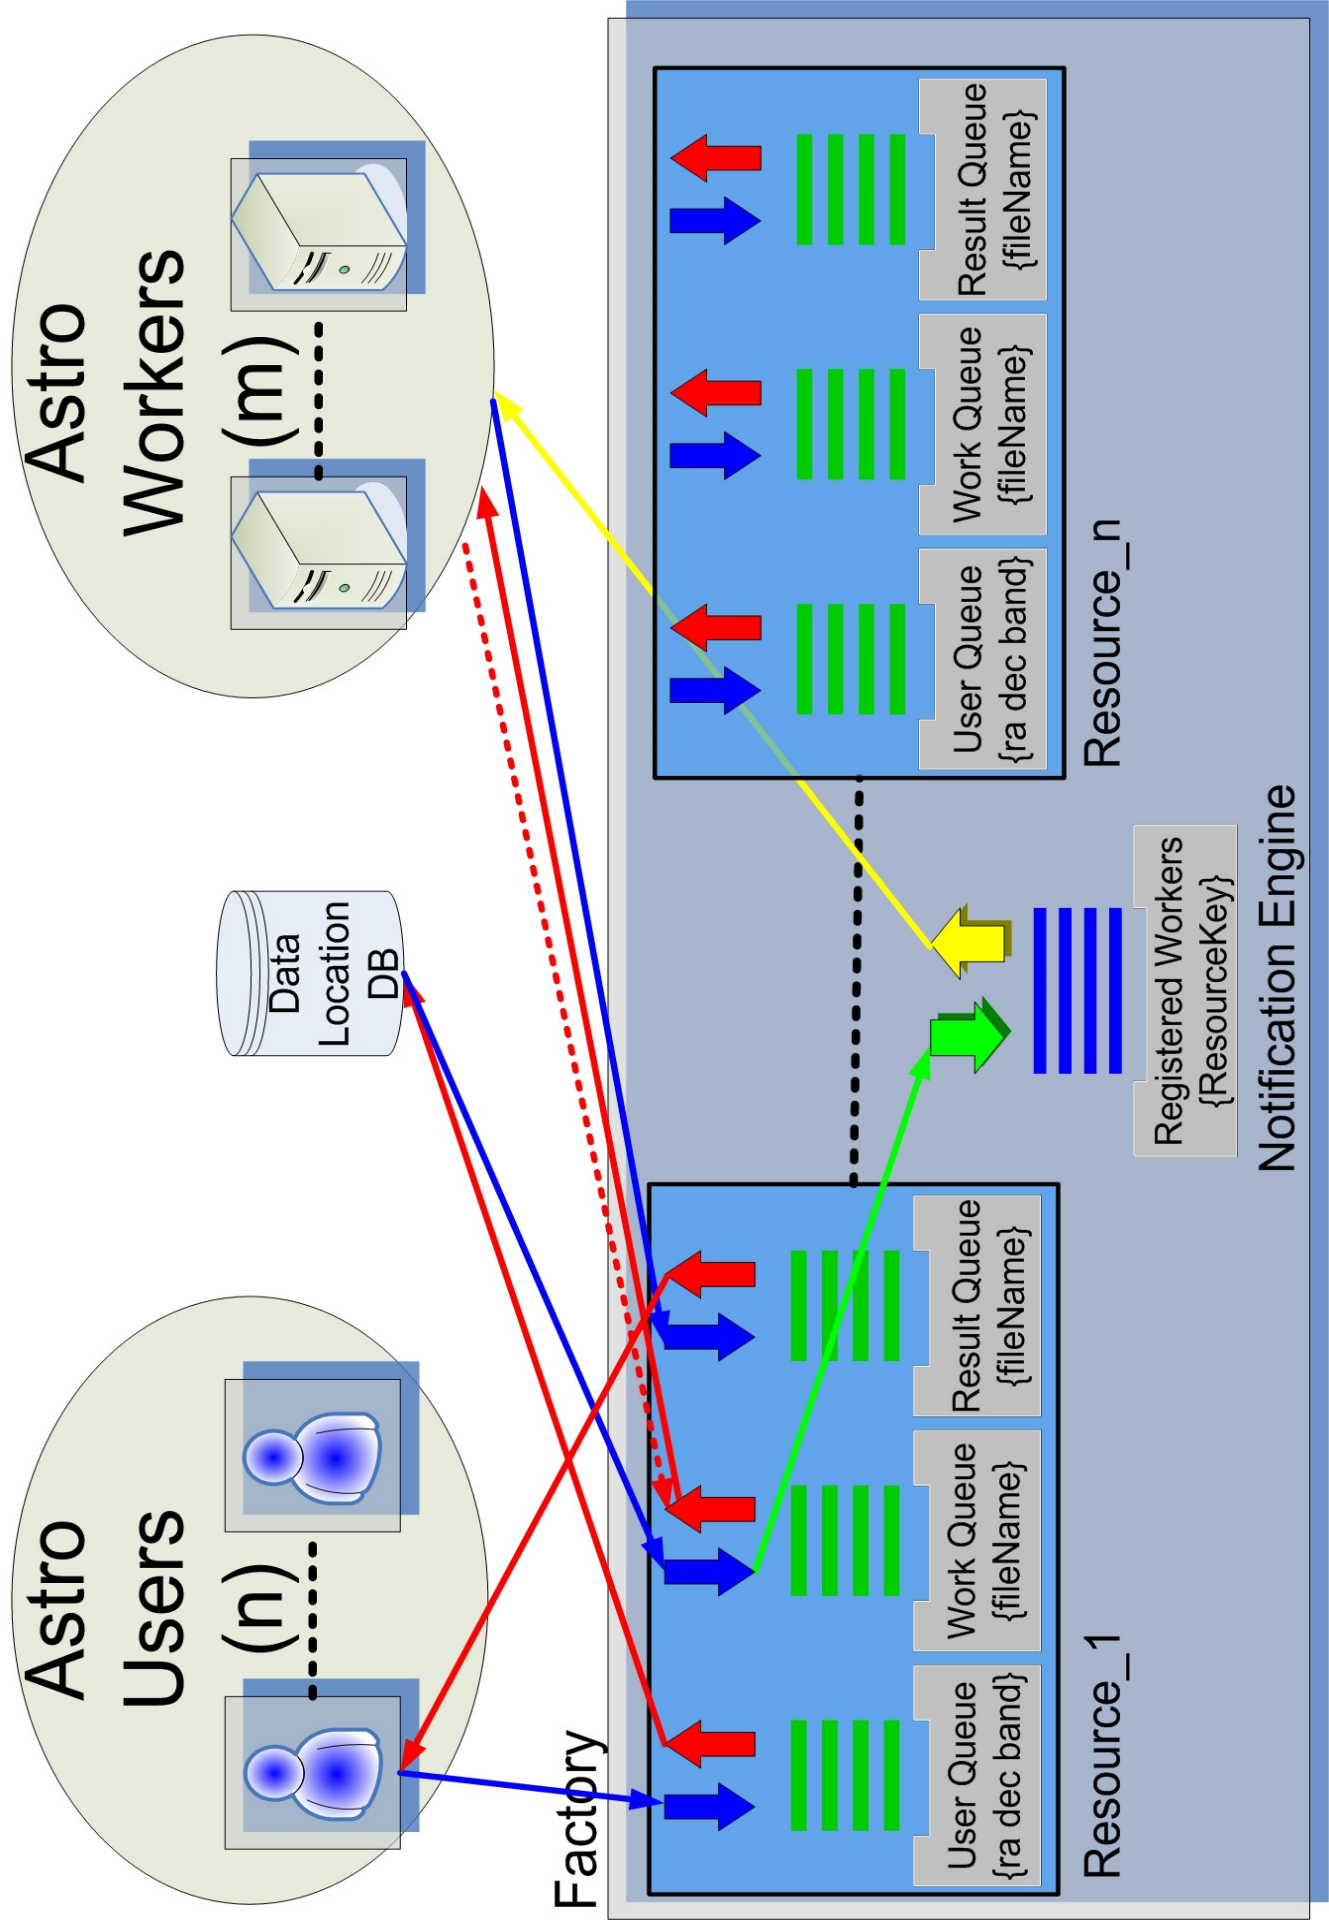 Astro
Users
(n)
Data
Location
DB
Astro
Workers
(m)
Factory
User Queue
{ra dec band}
Work Queue
{fileName}
Result Queue
{fileName}
Resource_1
User Queue
{ra dec band}
Work Queue
{fileName}
Result Queue
{fileName}
Resource_n
Registered Workers
{ResourceKey}
Notification Engine